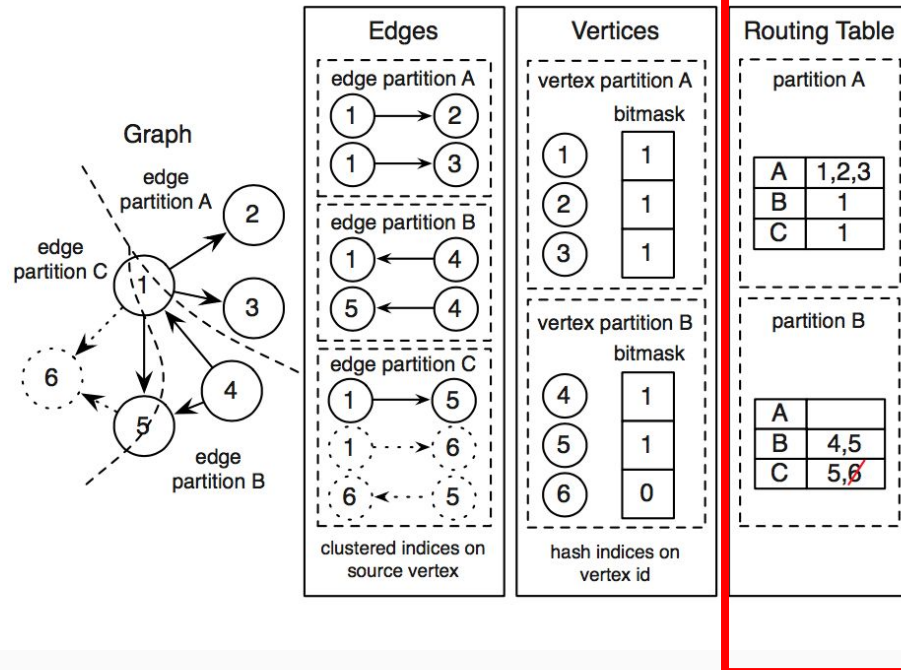 Graph
edge
partition A
edge
partition C
2
1
3
6
4
5
edge
partition B
Edges
edge partition A
1 2
1 3
edge partition B
1 4
5 4
edge partition C
1 5
1 6
6 5
clustered indices on
source vertex
Vertices
vertex partition A
bitmask
1 1
2 1
3 1
vertex partition B
bitmask
4 1
5 1
6 0
hash indices on
vertex id
Routing Table
partition A
A 1,2,3
B 1
C 1
partition B
A
B 4,5
C 5,6